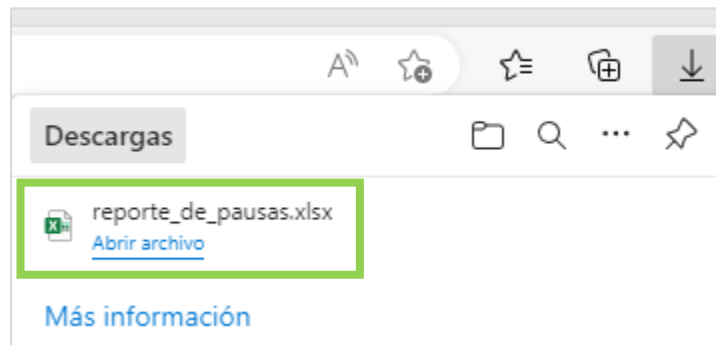 Descargas
reporte_de_pausas.xlsx
Abrir archivo
Más información